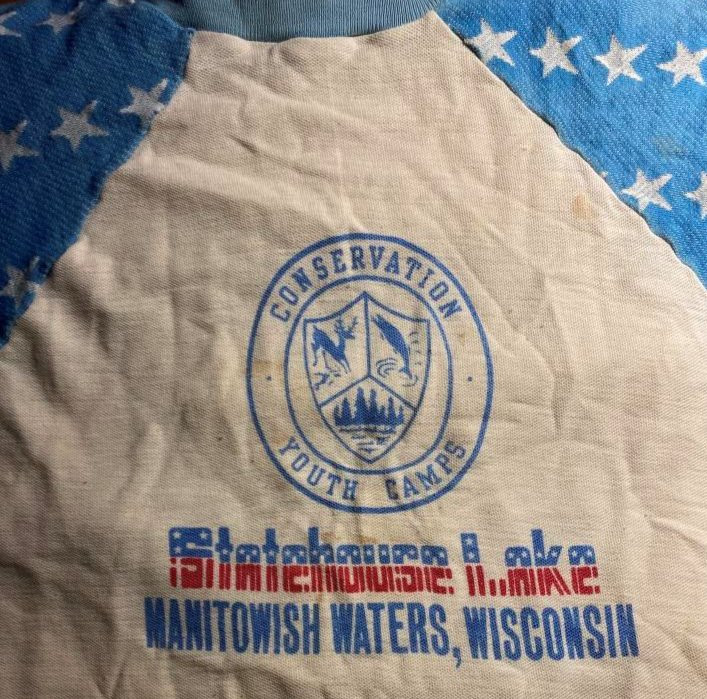 CONSERVATION
YOUTH CAMPS
Statehouse Lake
MANITOWISH WATERS, WISCONSIN